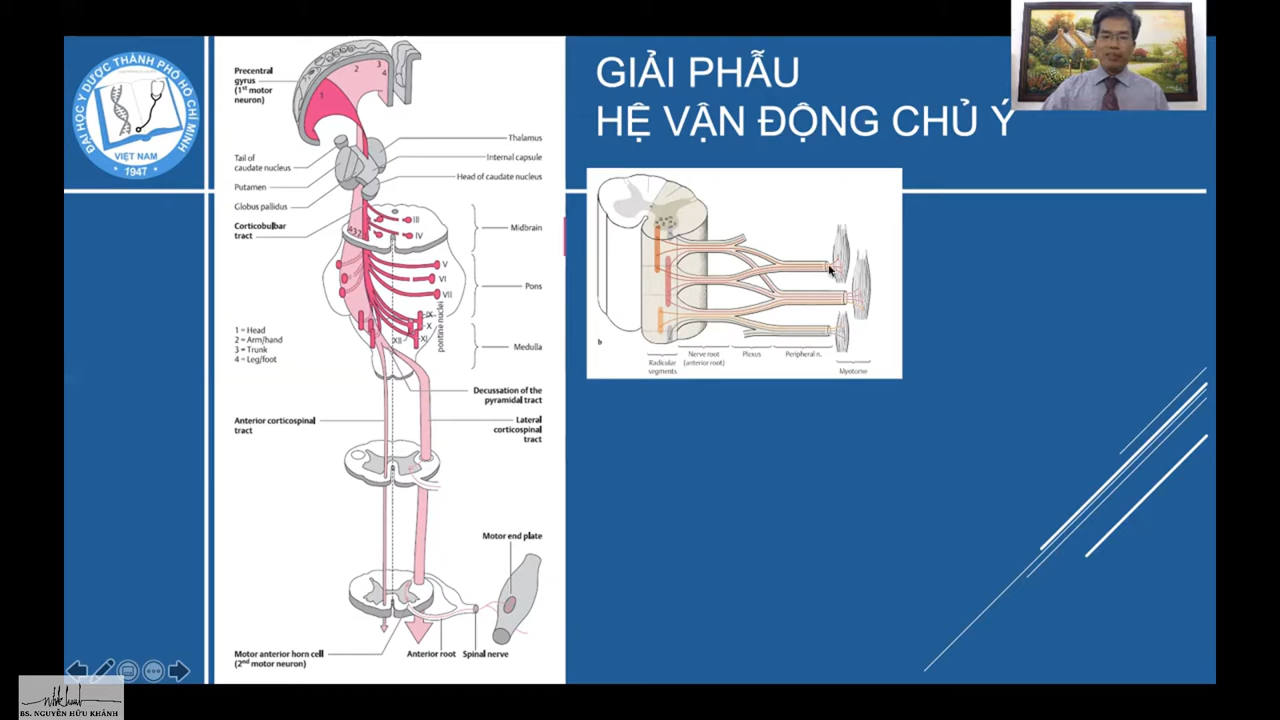 ĐẠI HỌC Y DƯỢC THÀNH PHỐ HỒ CHÍ MINH
VIỆT NAM
1947
GIẢI PHẪU
HỆ VẬN ĐỘNG CHỦ Ý
Precentral
gyrus
(1st motor
neuron)
1
2
3
4
Thalamus
Internal capsule
Head of caudate nucleus
Tail of
caudate nucleus
Putamen
Globus pallidus
Corticobulbar
tract
432
III
IV
Midbrain
V
VI
VII
Pons
IX
X
XI
XII
pontine nuclei
Medulla
1 = Head
2 = Arm/hand
3 = Trunk
4 = Leg/foot
Decussation of the
pyramidal tract
Anterior corticospinal
tract
Lateral
corticospinal
tract
Motor end plate
Motor anterior horn cell
(2nd motor neuron)
Anterior root
Spinal nerve
b
Radicular
segments
Nerve root
(anterior root)
Plexus
Peripheral n.
Myotome
BS. NGUYỄN HỮU KHÁNH